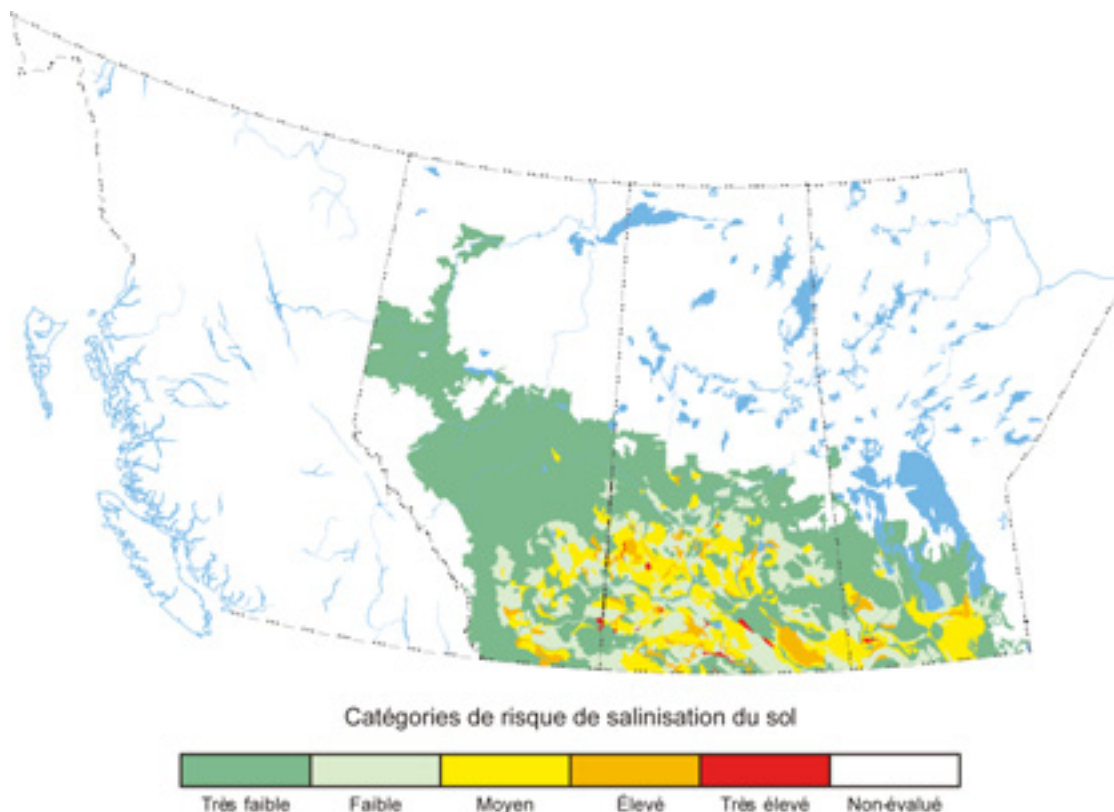 Catégories de risque de salinisation du sol
Très faible Faible Moyen Élevé Très élevé Non-évalué